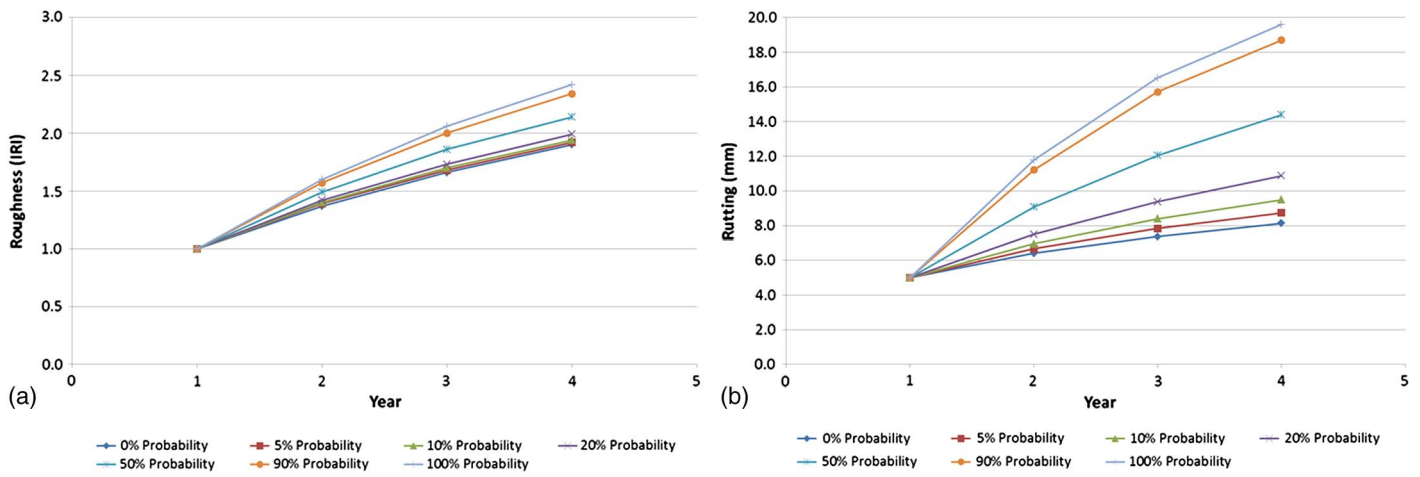 3.0
2.5
2.0
1.5
1.0
0.5
0.0
Roughness (IRI)
0 1 2 3 4 5
Year
(a)
0% Probability 5% Probability 10% Probability 20% Probability
50% Probability 90% Probability 100% Probability
20.0
18.0
16.0
14.0
12.0
10.0
8.0
6.0
4.0
2.0
0.0
Rutting (mm)
0 1 2 3 4 5
Year
(b)
0% Probability 5% Probability 10% Probability 20% Probability
50% Probability 90% Probability 100% Probability